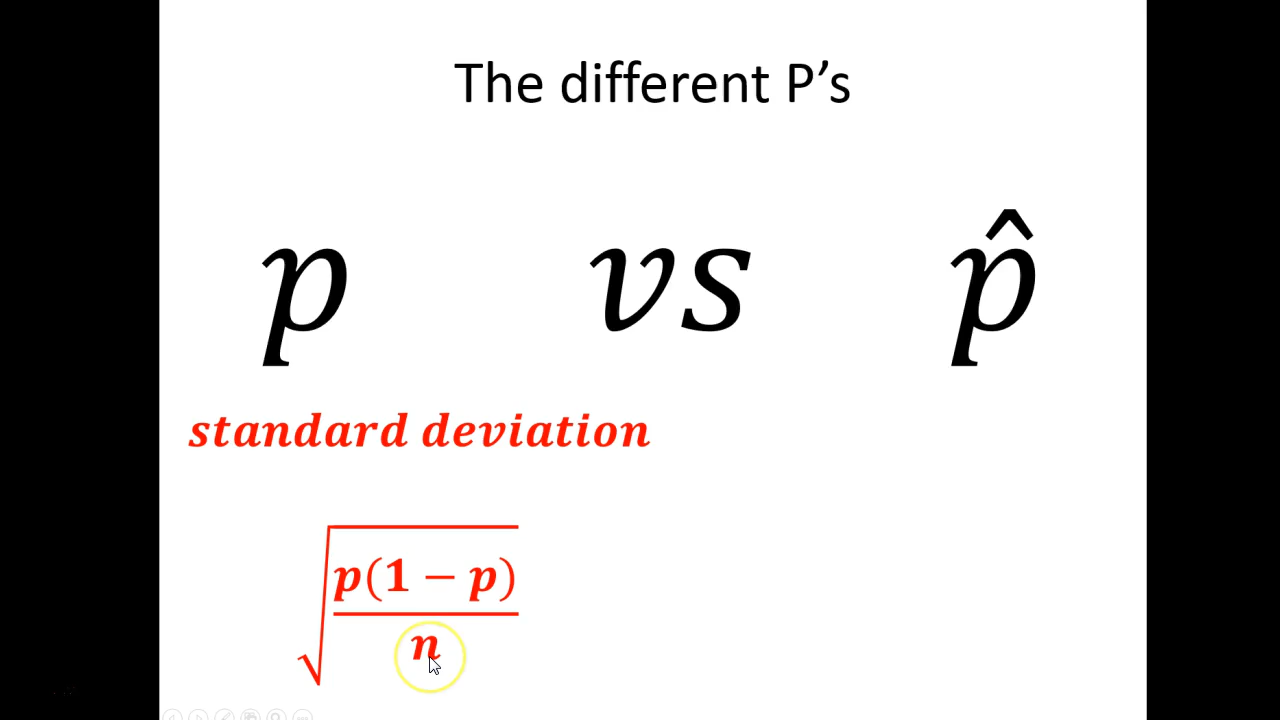 The different P’s
p vs p̂
standard deviation
√(p(1 − p)/n)